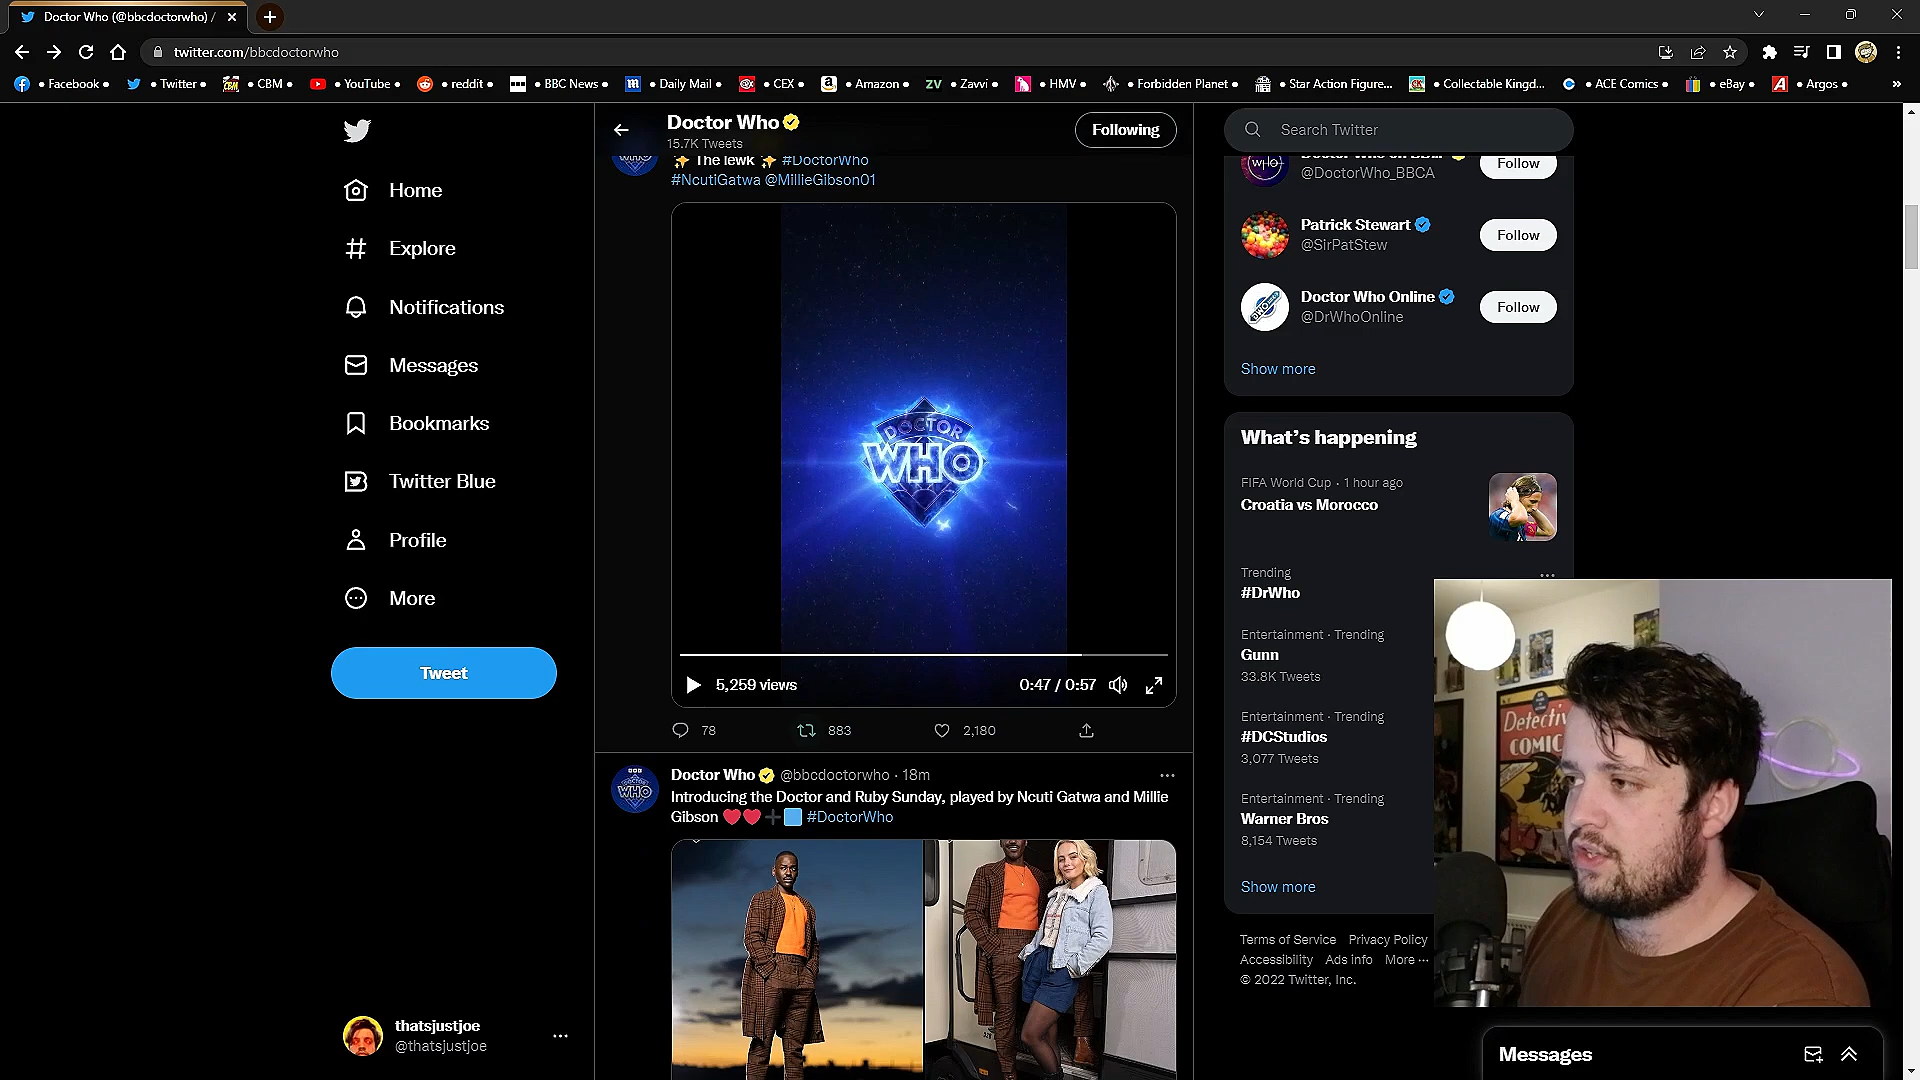 Doctor Who (@bbcdoctorwho) /
twitter.com/bbcdoctorwho
• Facebook •
• Twitter •
• CBM •
• YouTube •
• reddit •
• BBC News •
• Daily Mail •
• CEX •
• Amazon •
ZV • Zavvi •
• HMV •
• Forbidden Planet •
• Star Action Figure...
• Collectable Kingd...
• ACE Comics •
• eBay •
• Argos •
Home
Explore
Notifications
Messages
Bookmarks
Twitter Blue
Profile
More
Tweet
thatsjustjoe
@thatsjustjoe
Doctor Who
15.7K Tweets
Following
✨ The lewk ✨ #DoctorWho
#NcutiGatwa @MillieGibson01
DOCTOR
WHO
5,259 views
0:47 / 0:57
78
883
2,180
Doctor Who @bbcdoctorwho · 18m
Introducing the Doctor and Ruby Sunday, played by Ncuti Gatwa and Millie
Gibson ❤️❤️➕🟦 #DoctorWho
Search Twitter
@DoctorWho_BBCA
Follow
Patrick Stewart
@SirPatStew
Follow
Doctor Who Online
@DrWhoOnline
Follow
Show more
What's happening
FIFA World Cup · 1 hour ago
Croatia vs Morocco
Trending
#DrWho
Entertainment · Trending
Gunn
33.8K Tweets
Entertainment · Trending
#DCStudios
3,077 Tweets
Entertainment · Trending
Warner Bros
8,154 Tweets
Show more
Terms of Service Privacy Policy
Accessibility Ads info More ···
© 2022 Twitter, Inc.
Messages